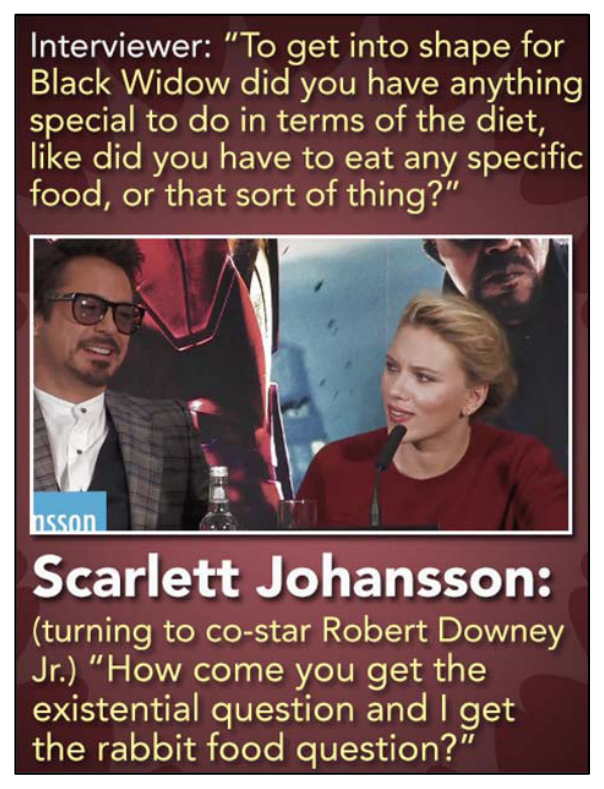 Interviewer: “To get into shape for
Black Widow did you have anything
special to do in terms of the diet,
like did you have to eat any specific
food, or that sort of thing?”
nsson
Scarlett Johansson:
(turning to co-star Robert Downey
Jr.) “How come you get the
existential question and I get
the rabbit food question?”